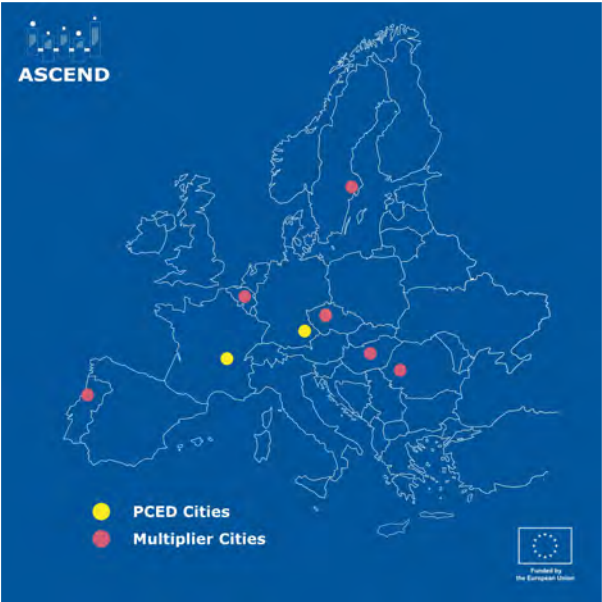 ASCEND
PCED Cities
Multiplier Cities
Funded by
the European Union